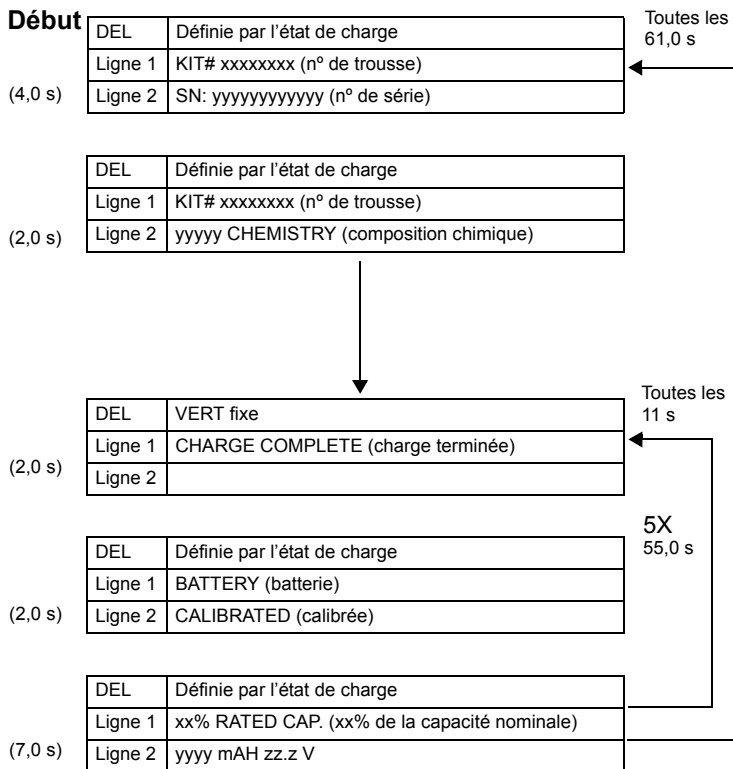 Début
DEL Définie par l'état de charge
Toutes les
61,0 s
Ligne 1 KIT# xxxxxxxx (nº de trousse)
(4,0 s) Ligne 2 SN: yyyyyyyyyyyy (nº de série)
DEL Définie par l'état de charge
Ligne 1 KIT# xxxxxxxx (nº de trousse)
(2,0 s) Ligne 2 yyyyy CHEMISTRY (composition chimique)
Toutes les
11 s
DEL VERT fixe
Ligne 1 CHARGE COMPLETE (charge terminée)
(2,0 s) Ligne 2
5X
55,0 s
DEL Définie par l'état de charge
Ligne 1 BATTERY (batterie)
(2,0 s) Ligne 2 CALIBRATED (calibrée)
DEL Définie par l'état de charge
Ligne 1 xx% RATED CAP. (xx% de la capacité nominale)
(7,0 s) Ligne 2 yyyy mAH zz.z V